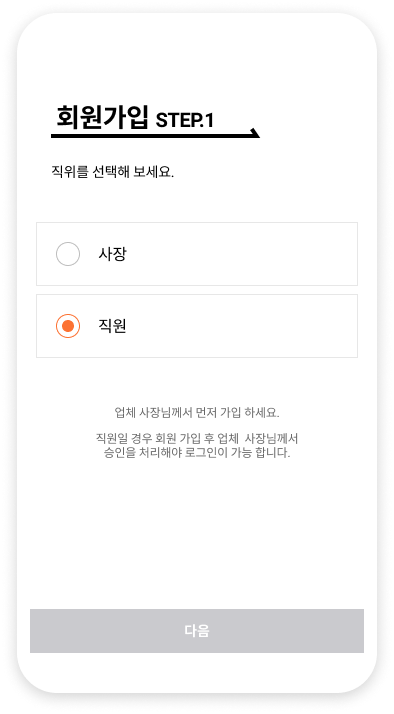 회원가입 STEP.1
직위를 선택해 보세요.
사장
직원
업체 사장님께서 먼저 가입 하세요.
직원일 경우 회원 가입 후 업체 사장님께서
승인을 처리해야 로그인이 가능 합니다.
다음